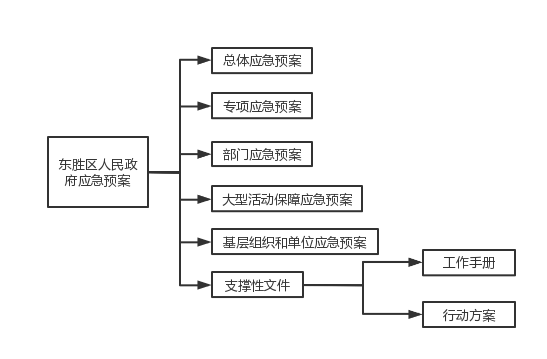 总体应急预案
专项应急预案
部门应急预案
东胜区人民政
府应急预案
大型活动保障应急预案
基层组织和单位应急预案
支撑性文件
工作手册
行动方案